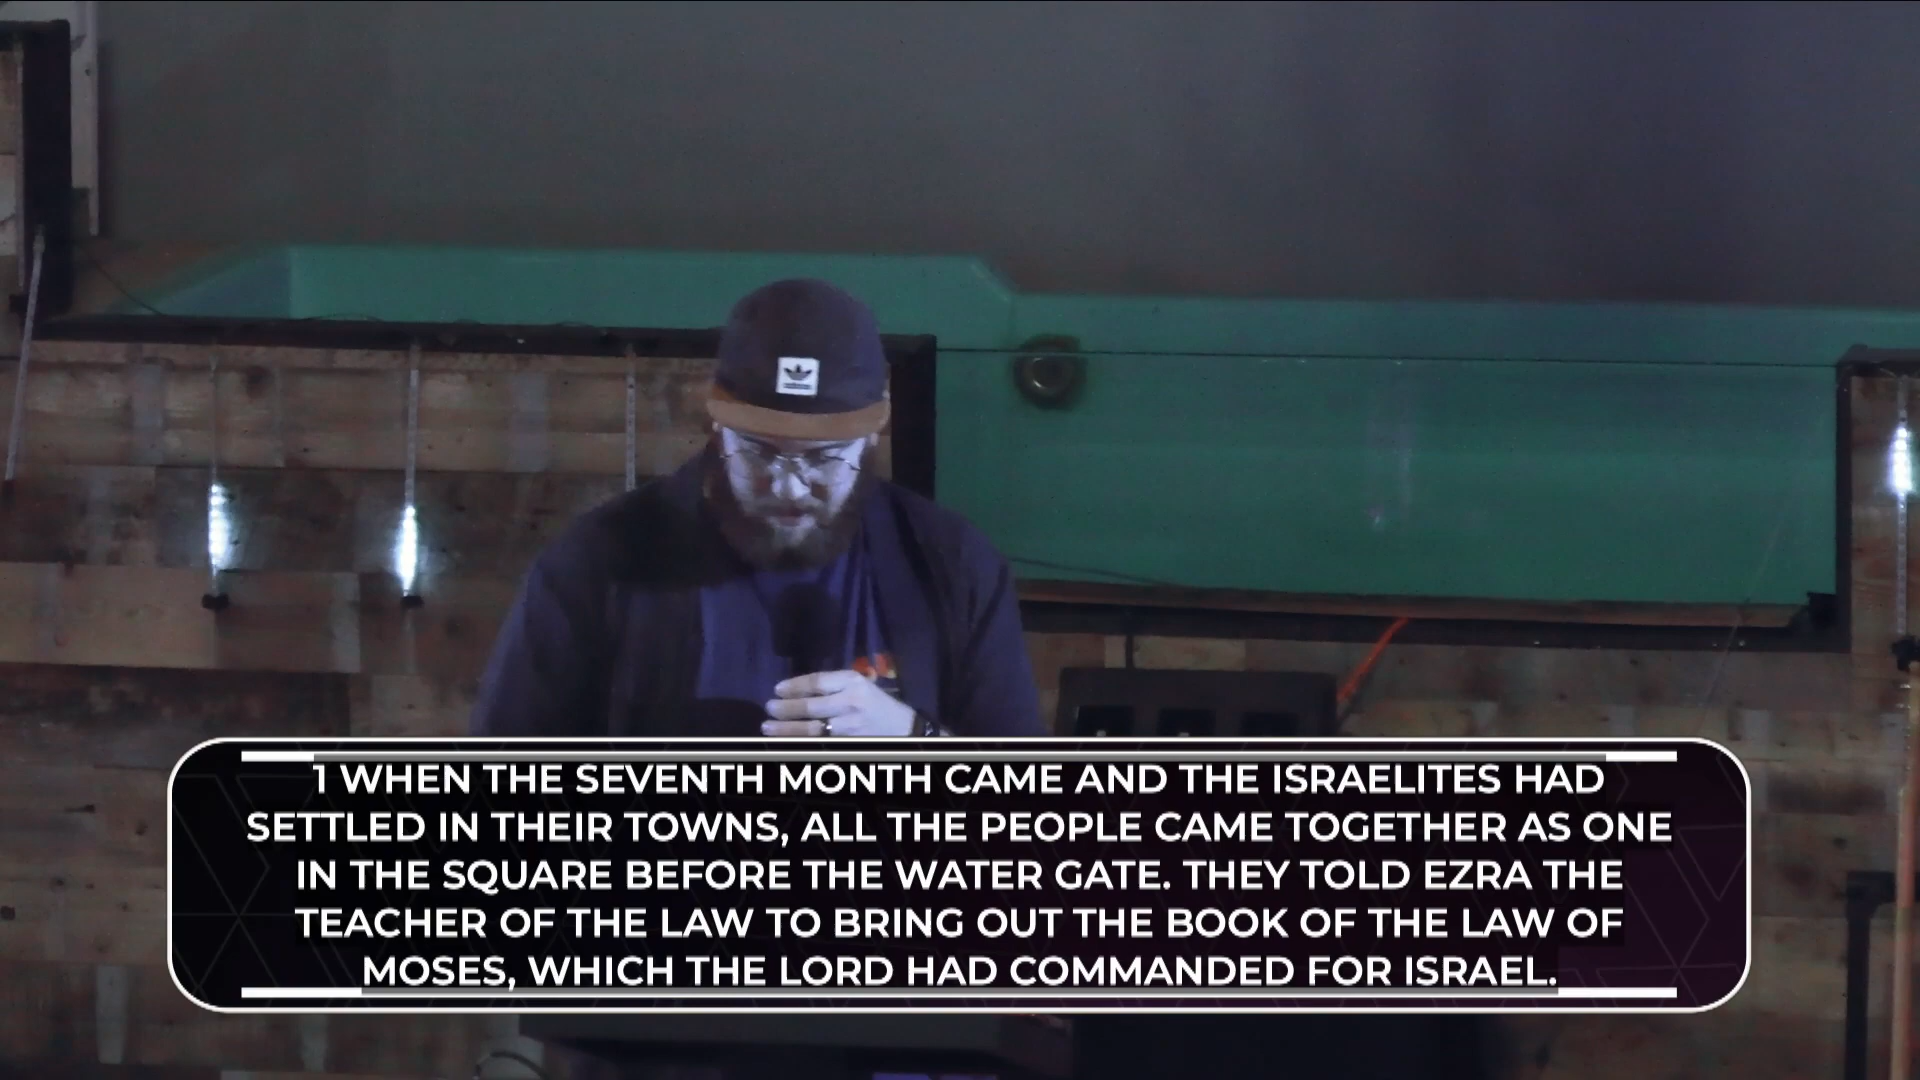 adidas
1 WHEN THE SEVENTH MONTH CAME AND THE ISRAELITES HAD
SETTLED IN THEIR TOWNS, ALL THE PEOPLE CAME TOGETHER AS ONE
IN THE SQUARE BEFORE THE WATER GATE. THEY TOLD EZRA THE
TEACHER OF THE LAW TO BRING OUT THE BOOK OF THE LAW OF
MOSES, WHICH THE LORD HAD COMMANDED FOR ISRAEL.